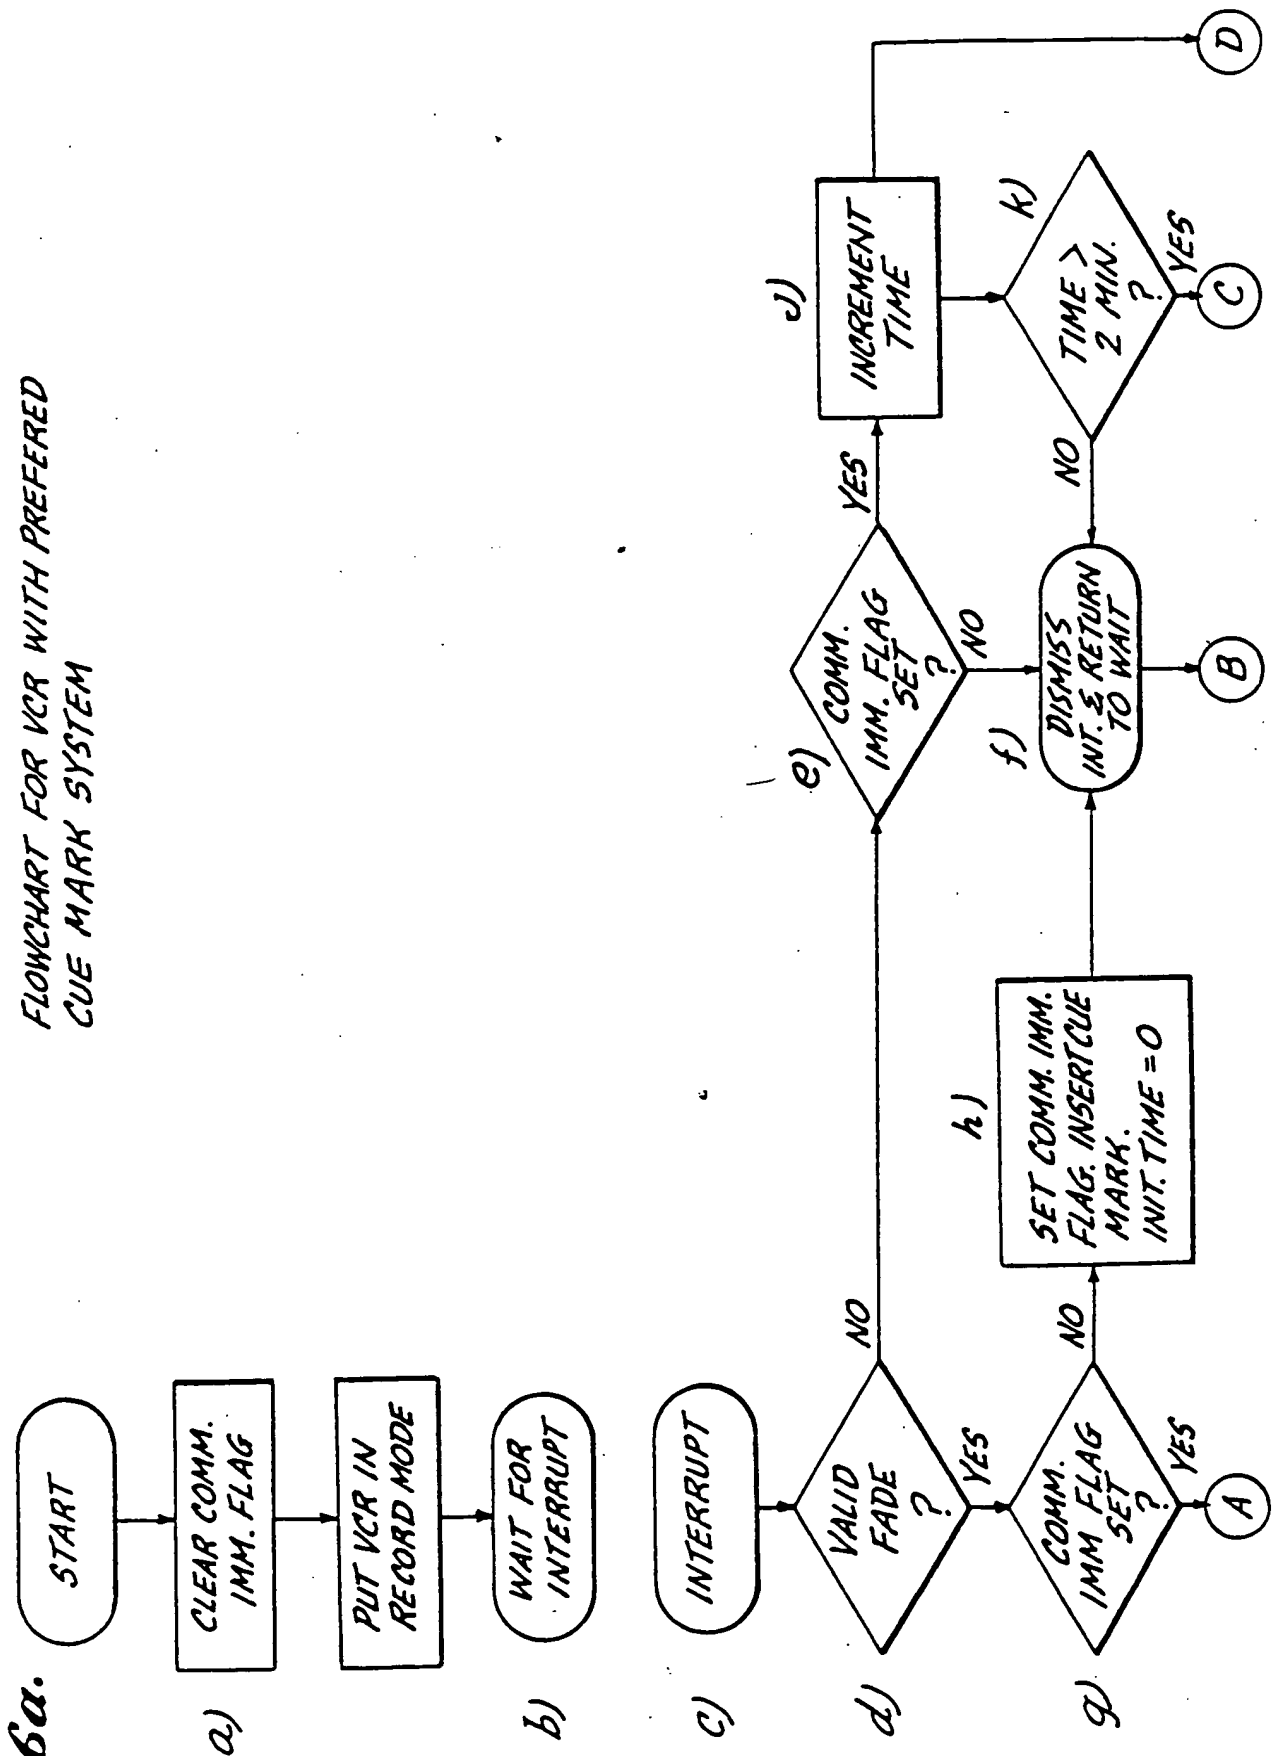 6a.
FLOWCHART FOR VCR WITH PREFERED
CUE MARK SYSTEM
START
a)
CLEAR COMM.
IMM. FLAG
PUT VCR IN
RECORD MODE
b)
WAIT FOR
INTERRUPT
c)
INTERRUPT
d)
VALID
FADE
?
NO
YES
e)
COMM.
IMM. FLAG
SET
?
YES
NO
J)
INCREMENT
TIME
g)
COMM.
IMM FLAG
SET
?
NO
YES
h)
SET COMM. IMM.
FLAG. INSERT CUE
MARK.
INIT. TIME = 0
f)
DISMISS
INT. & RETURN
TO WAIT
k)
TIME >
2 MIN.
?
NO
YES
A
B
C
D